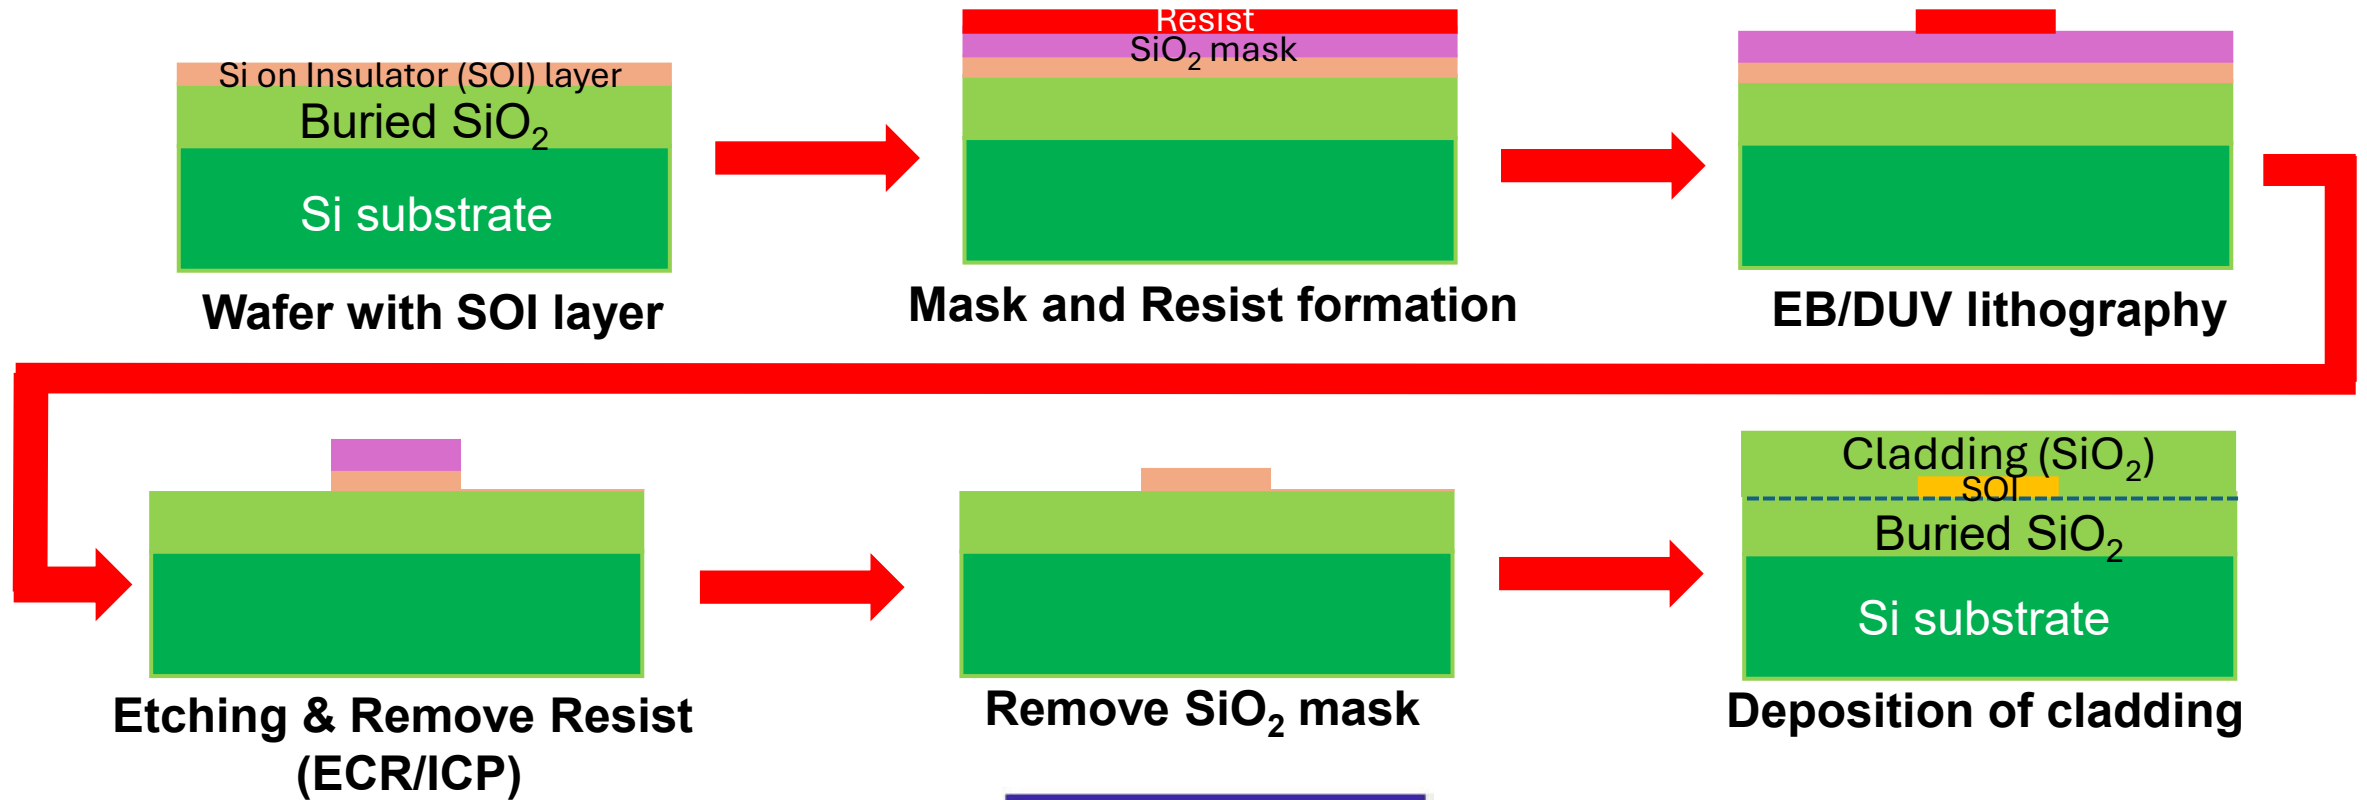 Si on Insulator (SOI) layer
Buried SiO₂
Si substrate
Wafer with SOI layer
Resist
SiO₂ mask
Mask and Resist formation
EB/DUV lithography
Etching & Remove Resist
(ECR/ICP)
Remove SiO₂ mask
Cladding (SiO₂)
SOI
Buried SiO₂
Si substrate
Deposition of cladding